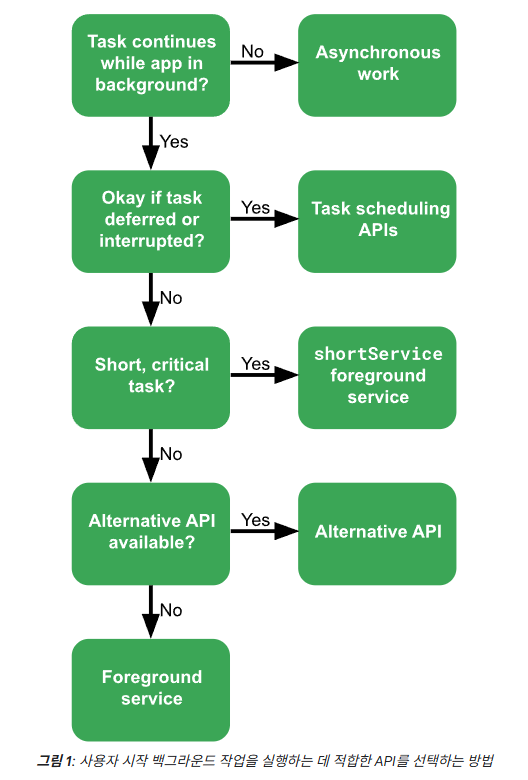 Task continues
while app in
background?
No
Asynchronous
work
Yes
Okay if task
deferred or
interrupted?
Yes
Task scheduling
APIs
No
Short, critical
task?
Yes
shortService
foreground
service
No
Alternative API
available?
Yes
Alternative API
No
Foreground
service
그림 1: 사용자 시작 백그라운드 작업을 실행하는 데 적합한 API를 선택하는 방법